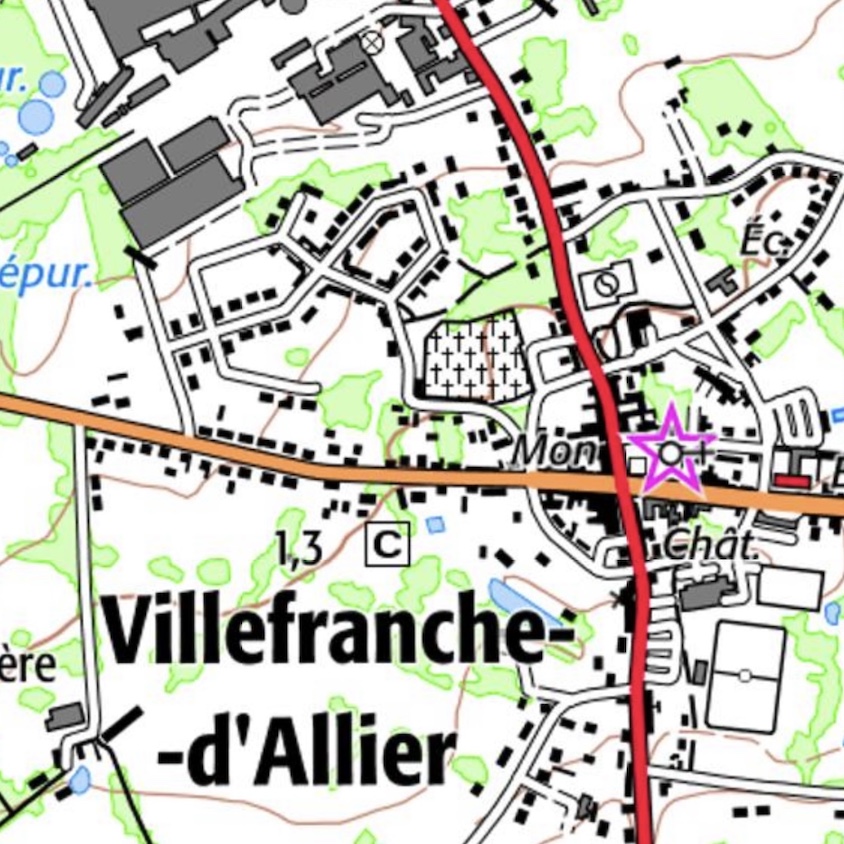 ur.
Éc.
épur.
Mon
Chât.
1,3
C
Villefranche-
ère
-d'Allier